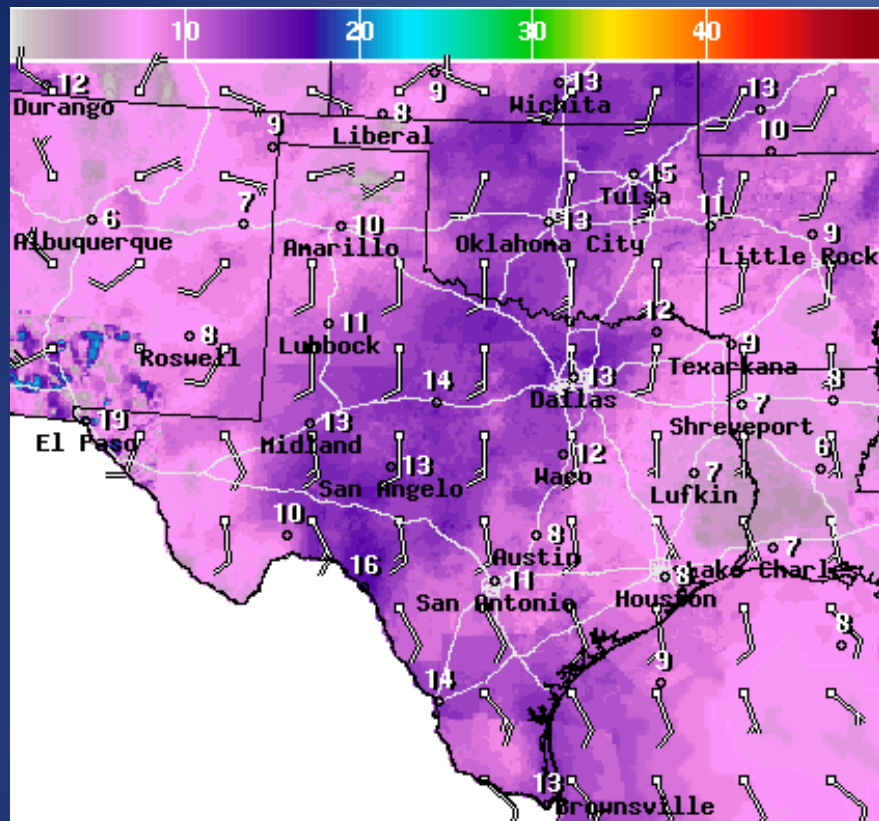 10 20 30 40
12 9 13 13
Durango Wichita
8 9 10
Liberal
15
Tulsa
6 7 10 13 11 9
Albuquerque Amarillo Oklahoma City Little Rock
8 11 12 9
Roswell Lubbock Texarkana
14 13 7 8
Dallas
19 13 Shreveport
El Paso Midland
13 12 7 6
San Angelo Waco Lufkin
10 8 7
Austin
16 11 8 Lake Charles
San Antonio Houston
8
9
14
13
Brownsville